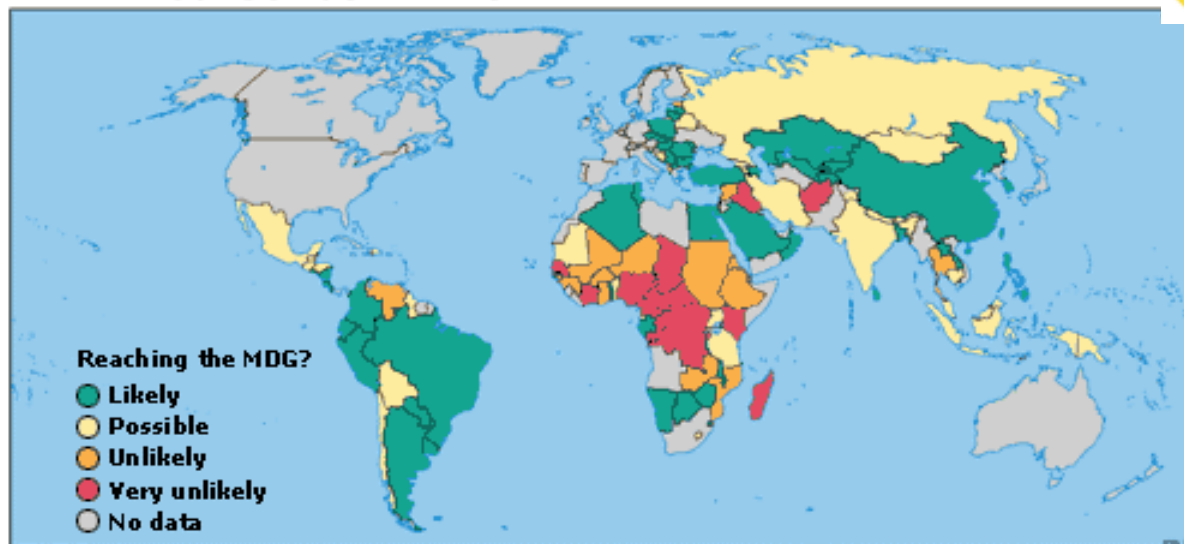 Reaching the MDG?
Likely
Possible
Unlikely
Very unlikely
No data